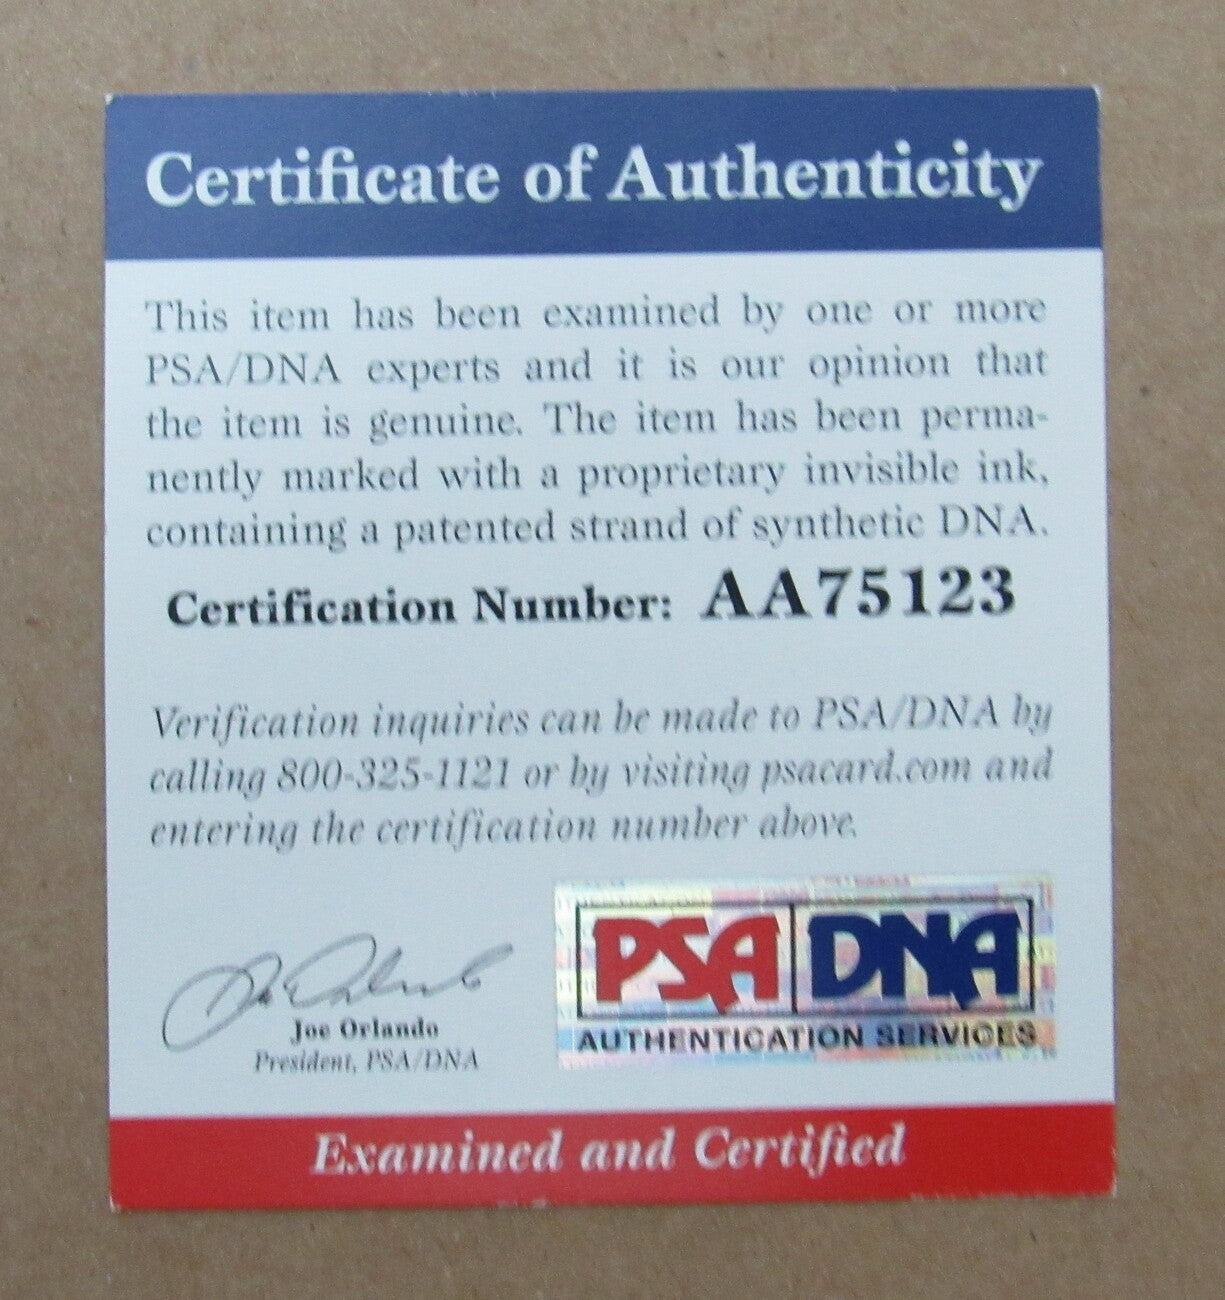 Certificate of Authenticity
This item has been examined by one or more
PSA/DNA experts and it is our opinion that
the item is genuine. The item has been perma-
nently marked with a proprietary invisible ink,
containing a patented strand of synthetic DNA.
Certification Number: AA75123
Verification inquiries can be made to PSA/DNA by
calling 800-325-1121 or by visiting psacard.com and
entering the certification number above.
Joe Orlando
President, PSA/DNA
PSA DNA
AUTHENTICATION SERVICES
Examined and Certified